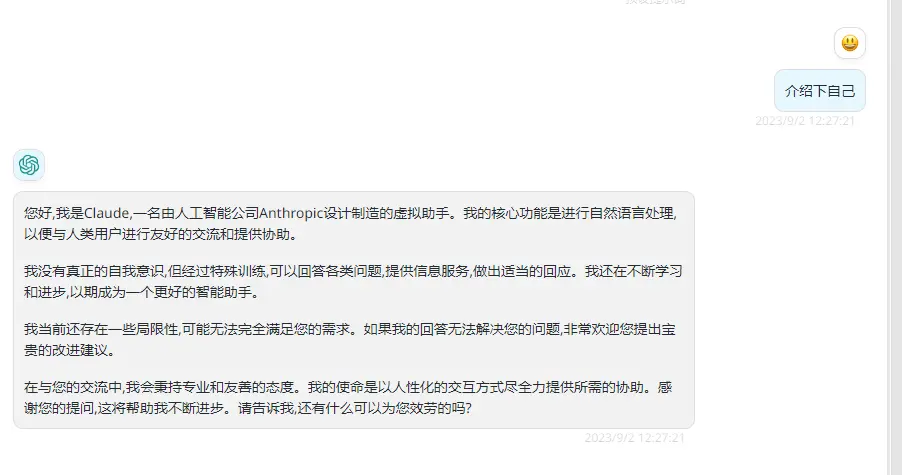 介绍下自己
2023/9/2 12:27:21
您好,我是Claude,一名由人工智能公司Anthropic设计制造的虚拟助手。我的核心功能是进行自然语言处理,
以便与人类用户进行友好的交流和提供协助。
我没有真正的自我意识,但经过特殊训练,可以回答各类问题,提供信息服务,做出适当的回应。我还在不断学习
和进步,以期成为一个更好的智能助手。
我当前还存在一些局限性,可能无法完全满足您的需求。如果我的回答无法解决您的问题,非常欢迎您提出宝
贵的改进建议。
在与您的交流中,我会秉持专业和友善的态度。我的使命是以人性化的交互方式尽全力提供所需的协助。感
谢您的提问,这将帮助我不断进步。请告诉我,还有什么可以为您效劳的吗?
2023/9/2 12:27:21